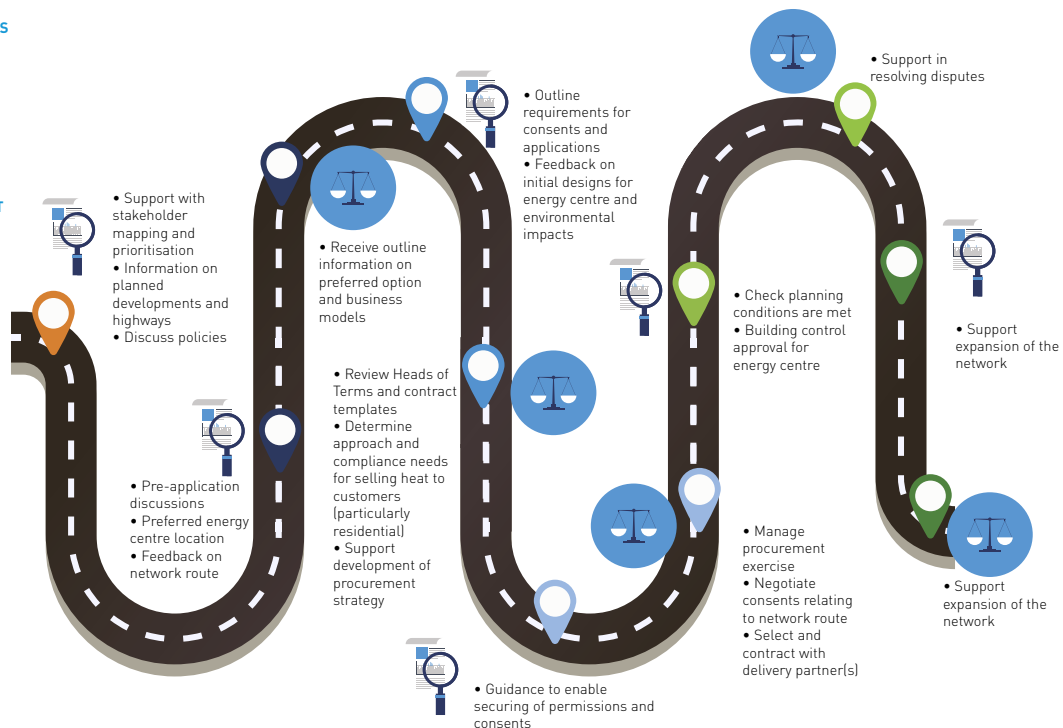 S
T
• Support with
stakeholder
mapping and
prioritisation
• Information on
planned
developments and
highways
• Discuss policies
• Pre-application
discussions
• Preferred energy
centre location
• Feedback on
network route
• Receive outline
information on
preferred option
and business
models
• Outline
requirements for
consents and
applications
• Feedback on
initial designs for
energy centre and
environmental
impacts
• Review Heads of
Terms and contract
templates
• Determine
approach and
compliance needs
for selling heat to
customers
(particularly
residential)
• Support
development of
procurement
strategy
• Guidance to enable
securing of permissions and
consents
• Manage
procurement
exercise
• Negotiate
consents relating
to network route
• Select and
contract with
delivery partner(s)
• Check planning
conditions are met
• Building control
approval for
energy centre
• Support in
resolving disputes
• Support
expansion of the
network
• Support
expansion of the
network